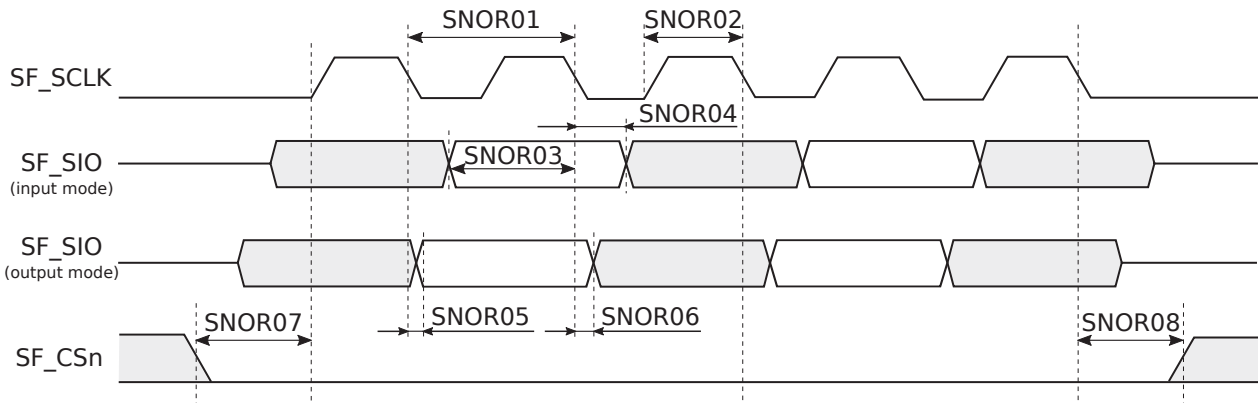 SNOR01
SNOR02
SF_SCLK
SNOR04
SF_SIO
(input mode)
SNOR03
SF_SIO
(output mode)
SNOR05
SNOR06
SNOR07
SNOR08
SF_CSn